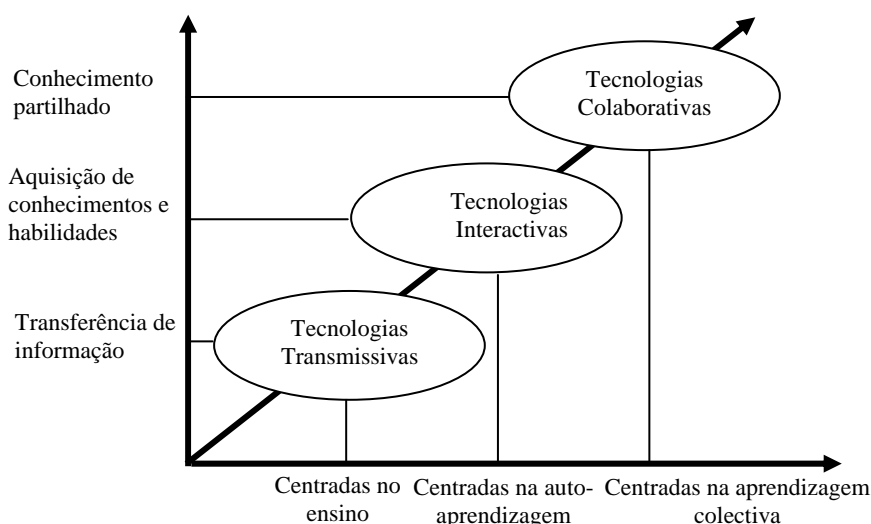 Conhecimento
partilhado
Tecnologias
Colaborativas
Aquisição de
conhecimentos e
habilidades
Tecnologias
Interactivas
Transferência de
informação
Tecnologias
Transmissivas
Centradas no
ensino
Centradas na auto-
aprendizagem
Centradas na aprendizagem
colectiva